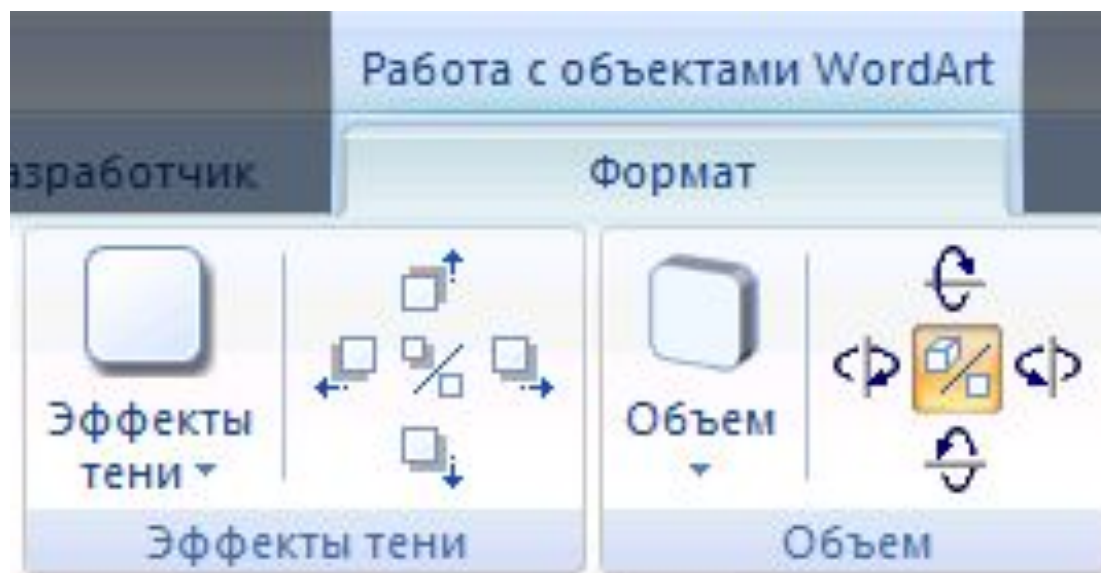 Работа с объектами WordArt
азработчик
Формат
Эффекты
тени
Объем
Эффекты тени
Объем